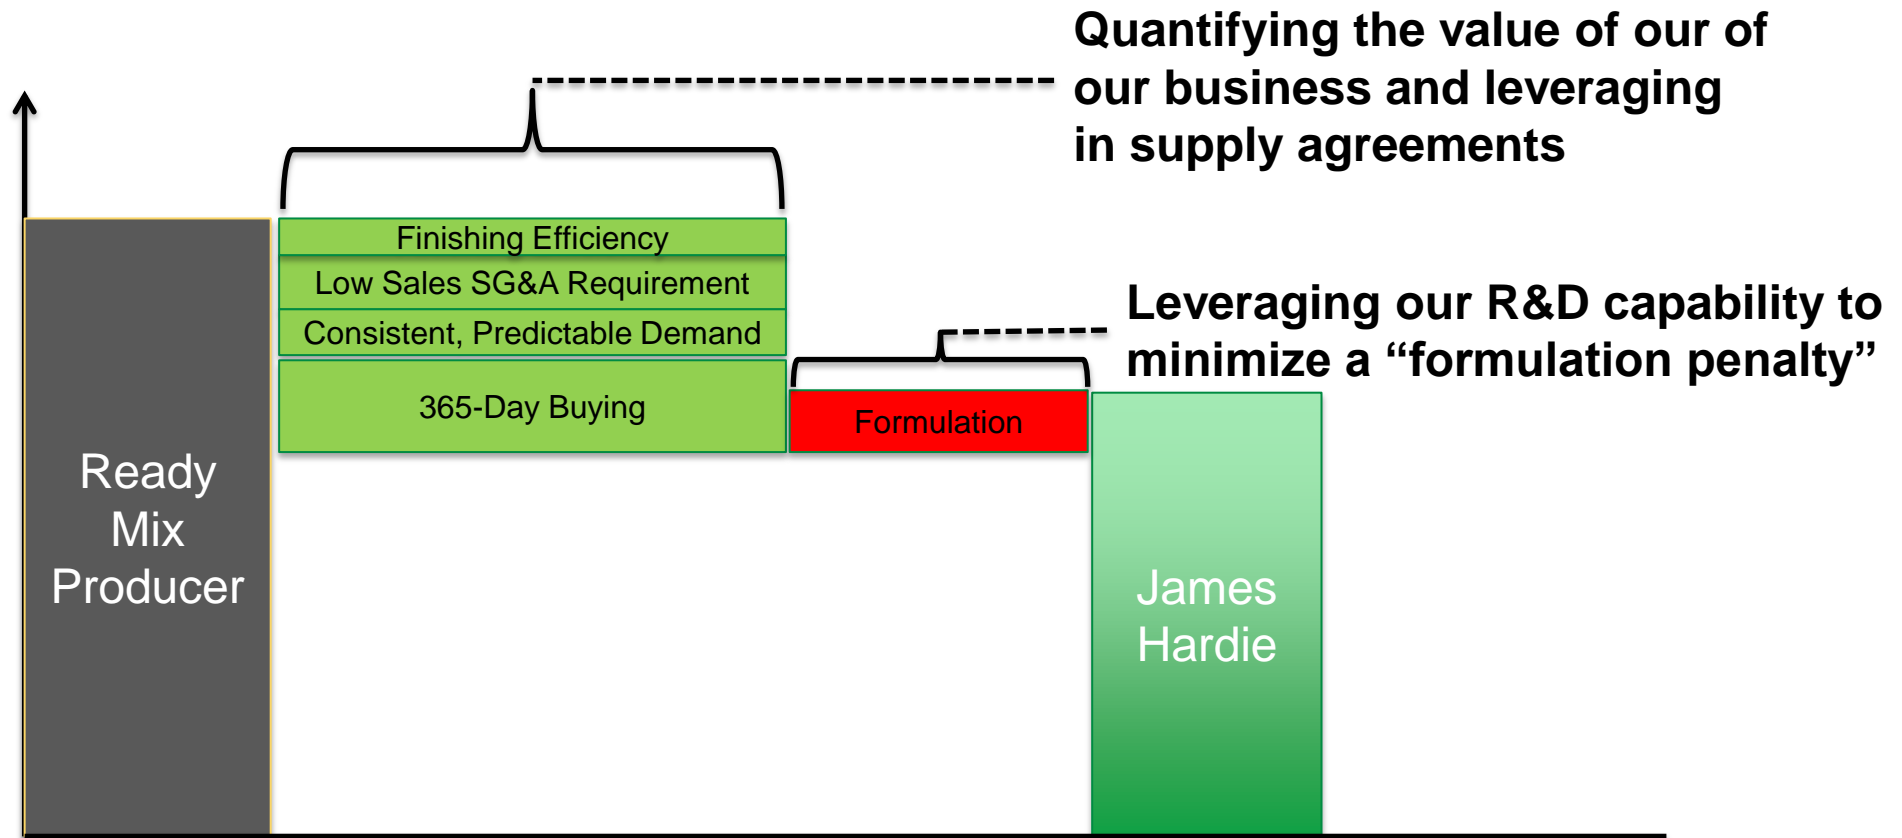 Quantifying the value of our of
our business and leveraging
in supply agreements
Finishing Efficiency
Low Sales SG&A Requirement
Consistent, Predictable Demand
365-Day Buying
Leveraging our R&D capability to
minimize a “formulation penalty”
Formulation
Ready
Mix
Producer
James
Hardie